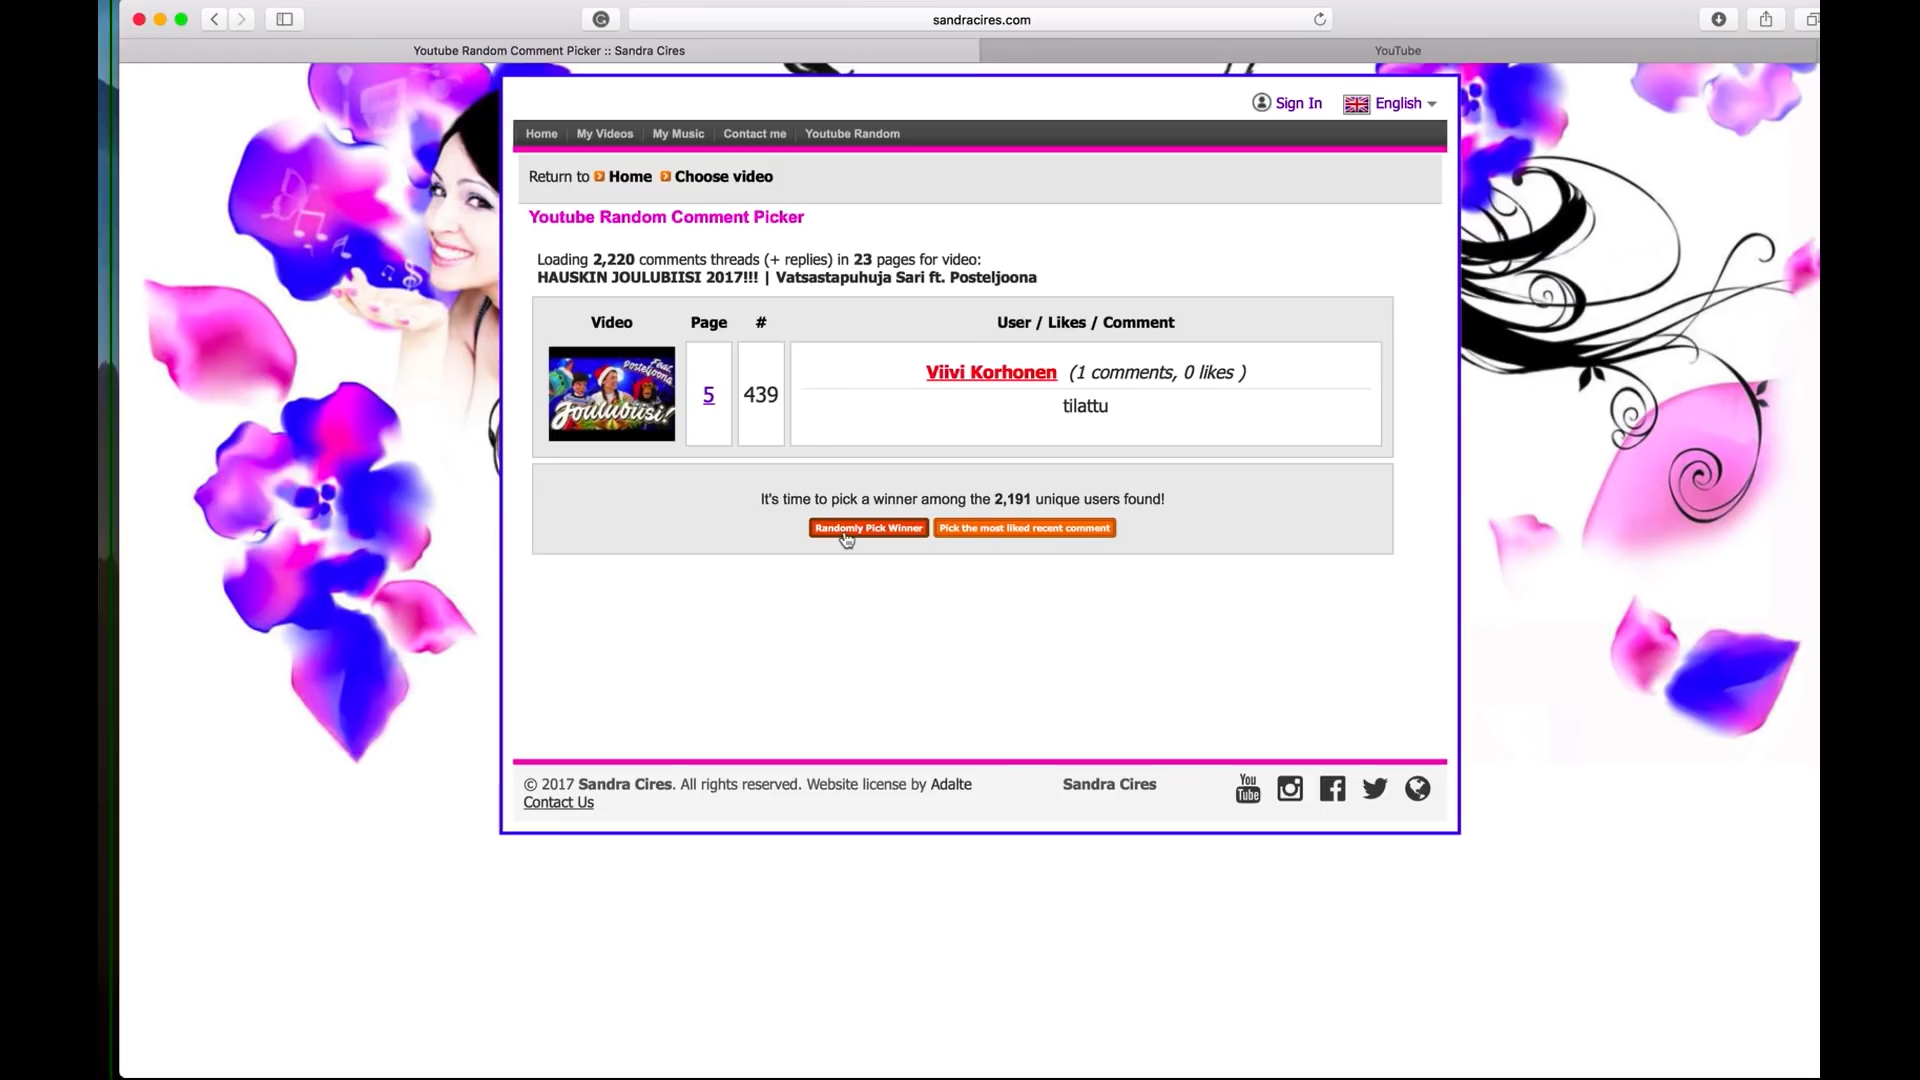 sandracires.com
Youtube Random Comment Picker :: Sandra Cires
YouTube
Sign In English
Home My Videos My Music Contact me Youtube Random
Return to Home Choose video
Youtube Random Comment Picker
Loading 2,220 comments threads (+ replies) in 23 pages for video:
HAUSKIN JOULUBIISI 2017!!! | Vatsastapuhuja Sari ft. Posteljoona
Video Page # User / Likes / Comment
Feat.
Posteljoona
Joulubiisi!
5 439
Viivi Korhonen (1 comments, 0 likes )
tilattu
It's time to pick a winner among the 2,191 unique users found!
Randomly Pick Winner Pick the most liked recent comment
© 2017 Sandra Cires. All rights reserved. Website license by Adalte
Contact Us
Sandra Cires
You
Tube